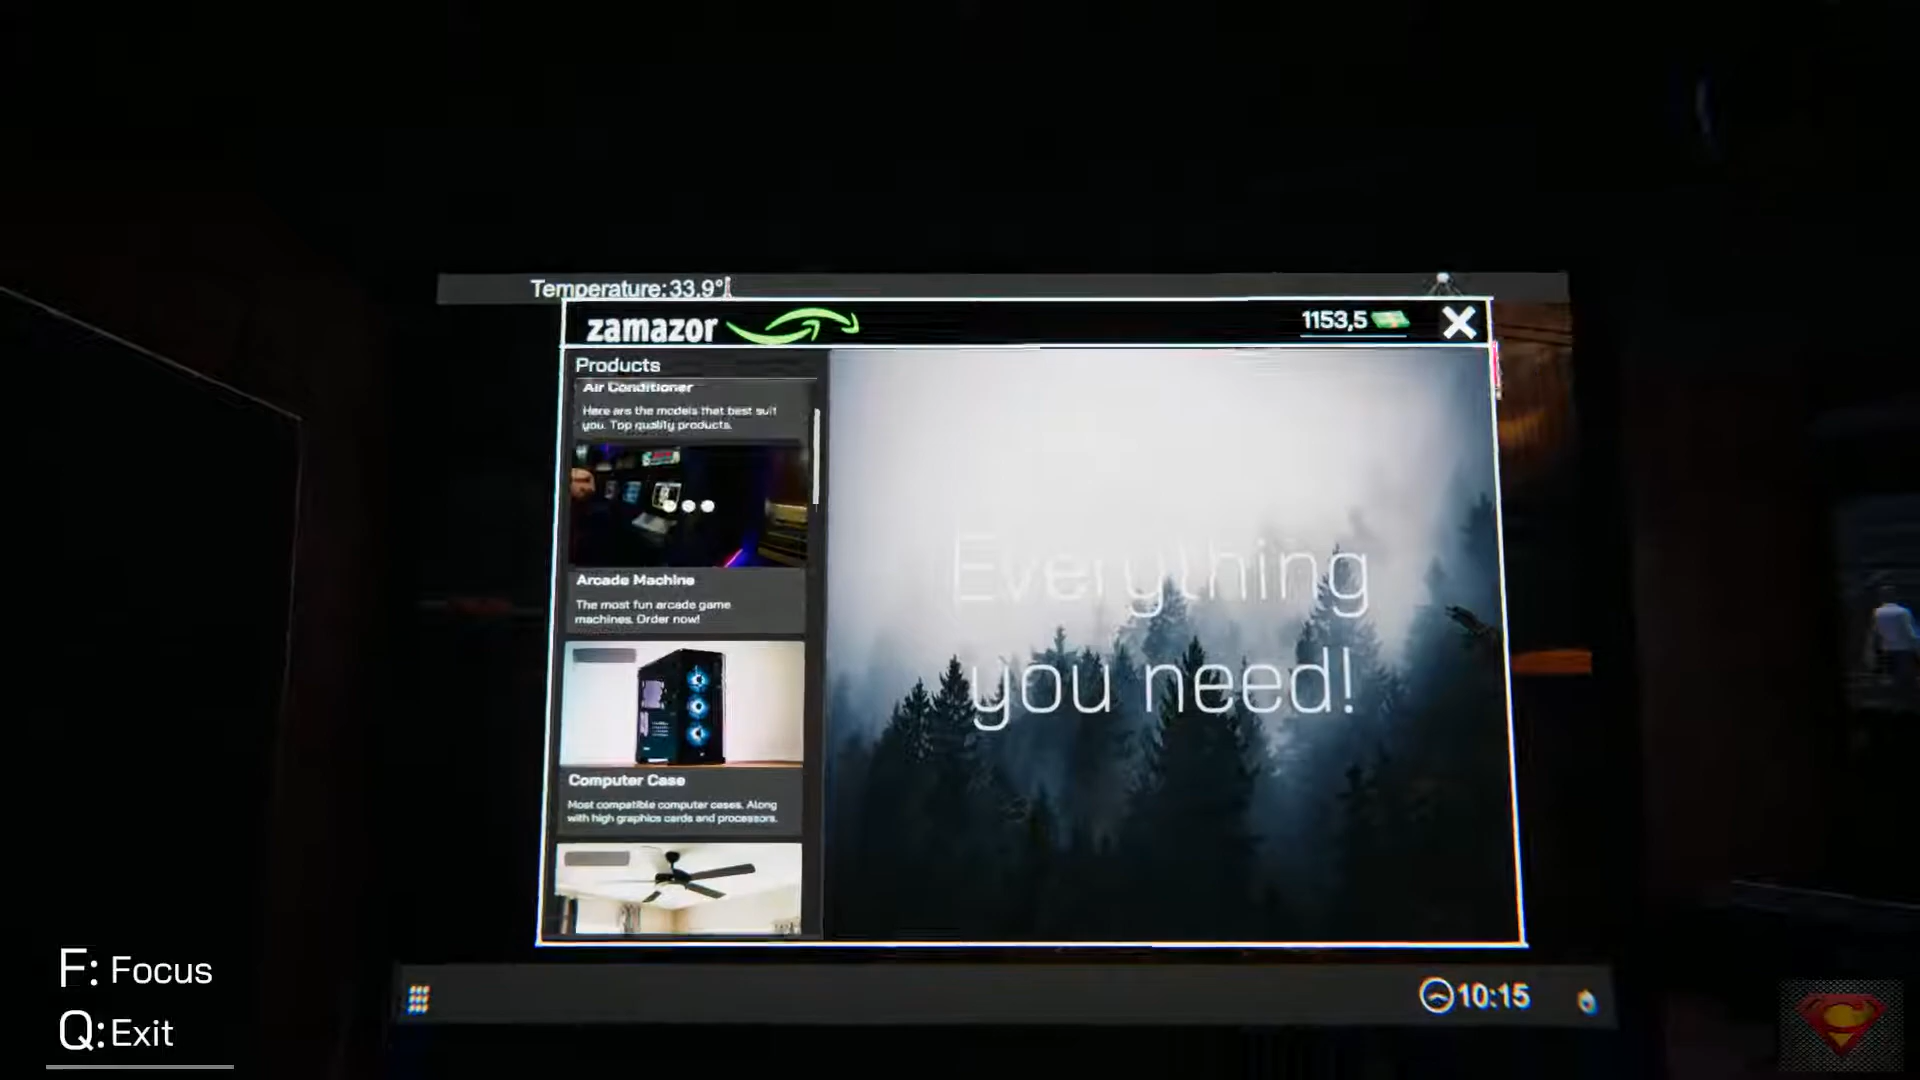 Temperature: 33.9°
zamazor
1153,5
Products
Air Conditioner
Here are the models that best suit
you. Top quality products.
Arcade Machine
The most fun arcade game
machines. Order now!
Computer Case
Most compatible computer cases. Along
with high graphics cards and processors.
Everything
you need!
F: Focus
Q: Exit
10:15